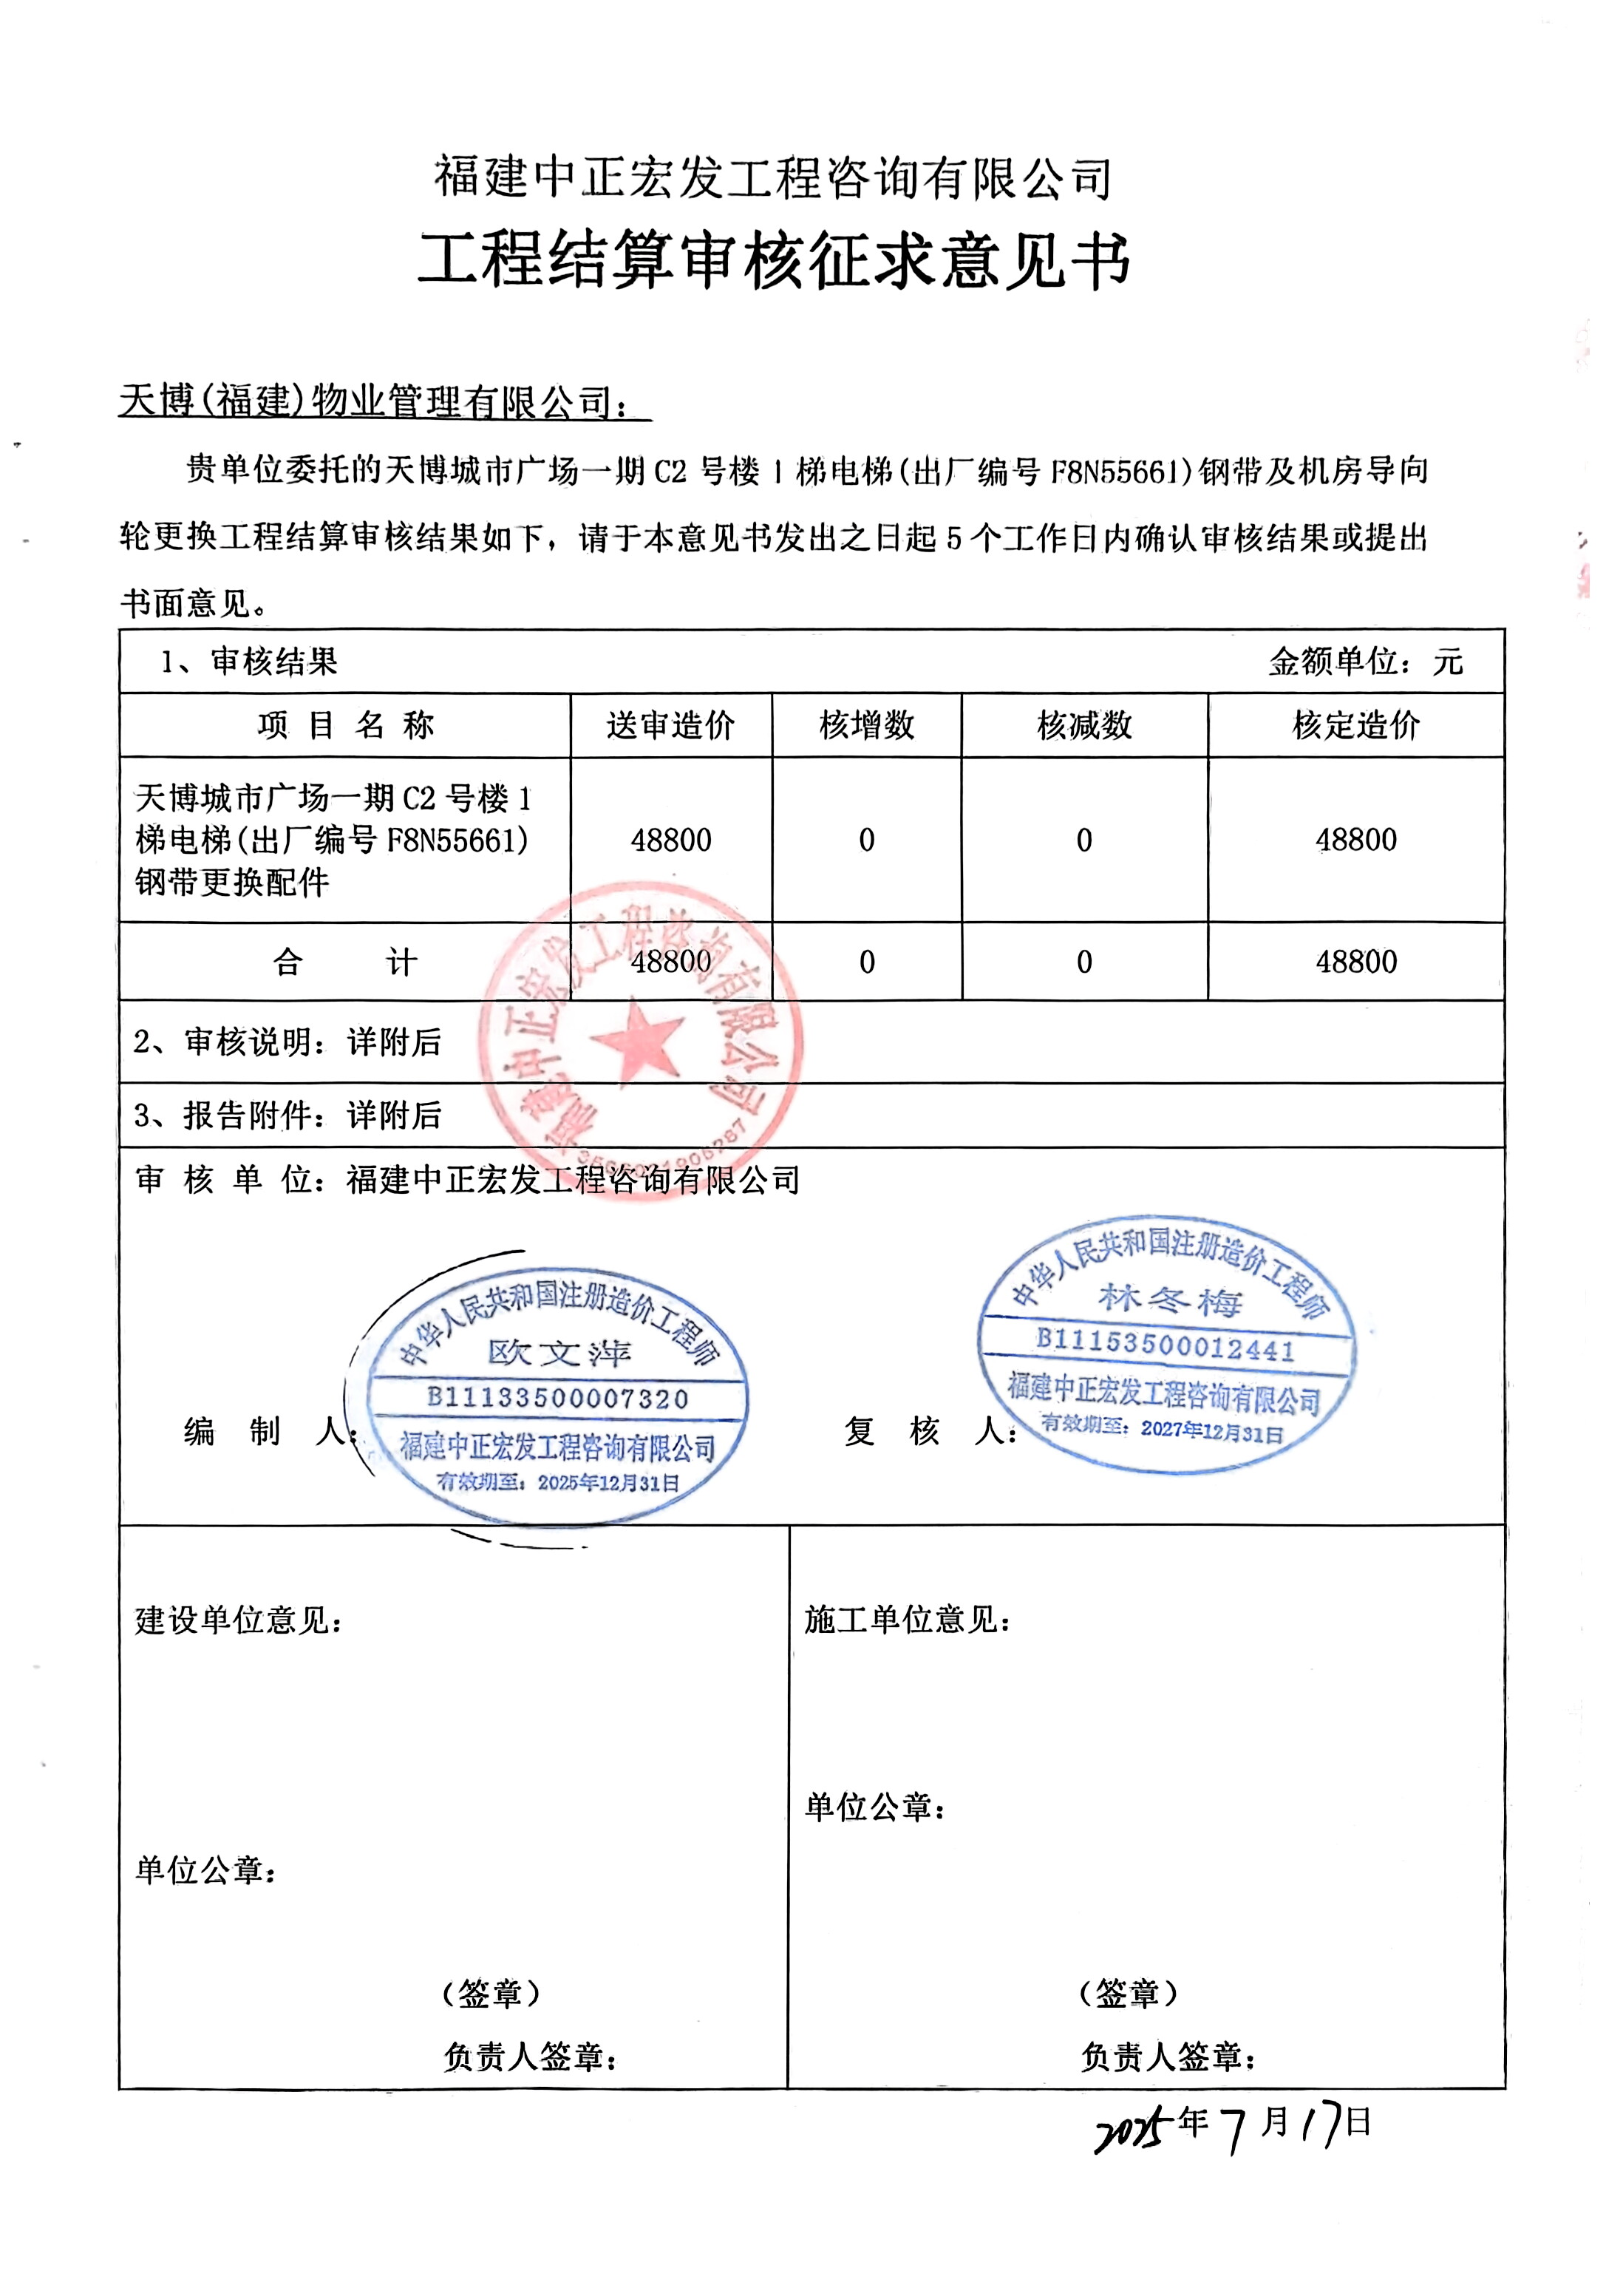 福建中正宏发工程咨询有限公司
工程结算审核征求意见书
天博(福建)物业管理有限公司：
贵单位委托的天博城市广场一期C2号楼1梯电梯(出厂编号F8N55661)钢带及机房导向
轮更换工程结算审核结果如下，请于本意见书发出之日起5个工作日内确认审核结果或提出
书面意见。
1、审核结果 金额单位：元
项目名称 送审造价 核增数 核减数 核定造价
天博城市广场一期C2号楼1
梯电梯(出厂编号F8N55661)
钢带更换配件
48800 0 0 48800
合计 48800 0 0 48800
2、审核说明：详附后
3、报告附件：详附后
福建中正宏发工程咨询有限公司
审核单位：福建中正宏发工程咨询有限公司
编制人：
中华人民共和国注册造价工程师
欧文萍
B11133500007320
福建中正宏发工程咨询有限公司
有效期至：2025年12月31日
复核人：
中华人民共和国注册造价工程师
林冬梅
B11153500012441
福建中正宏发工程咨询有限公司
有效期至：2027年12月31日
建设单位意见：
单位公章：
（签章）
负责人签章：
施工单位意见：
单位公章：
（签章）
负责人签章：
2025年7月17日